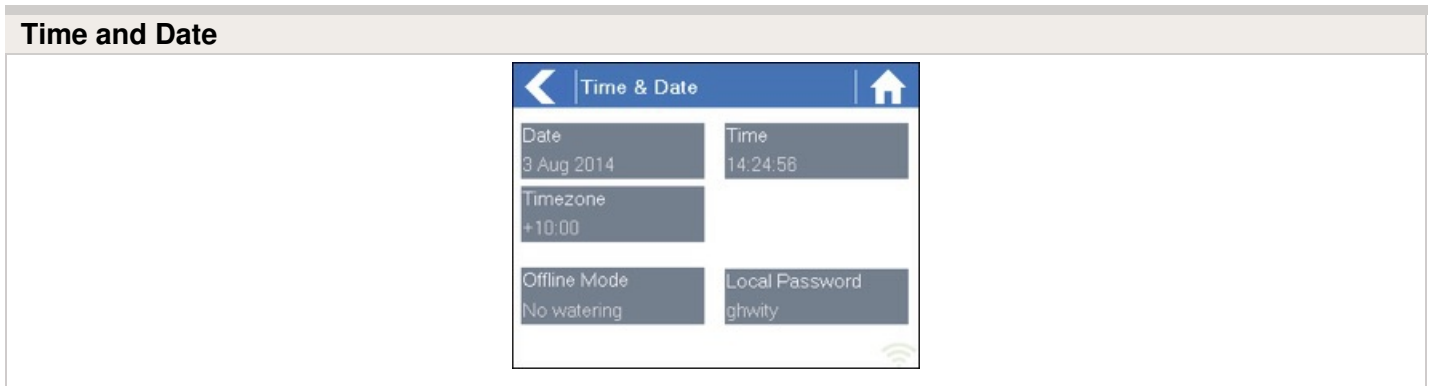 Time and Date
Time & Date
Date
3 Aug 2014
Time
14:24:56
Timezone
+10:00
Offline Mode
No watering
Local Password
ghwity